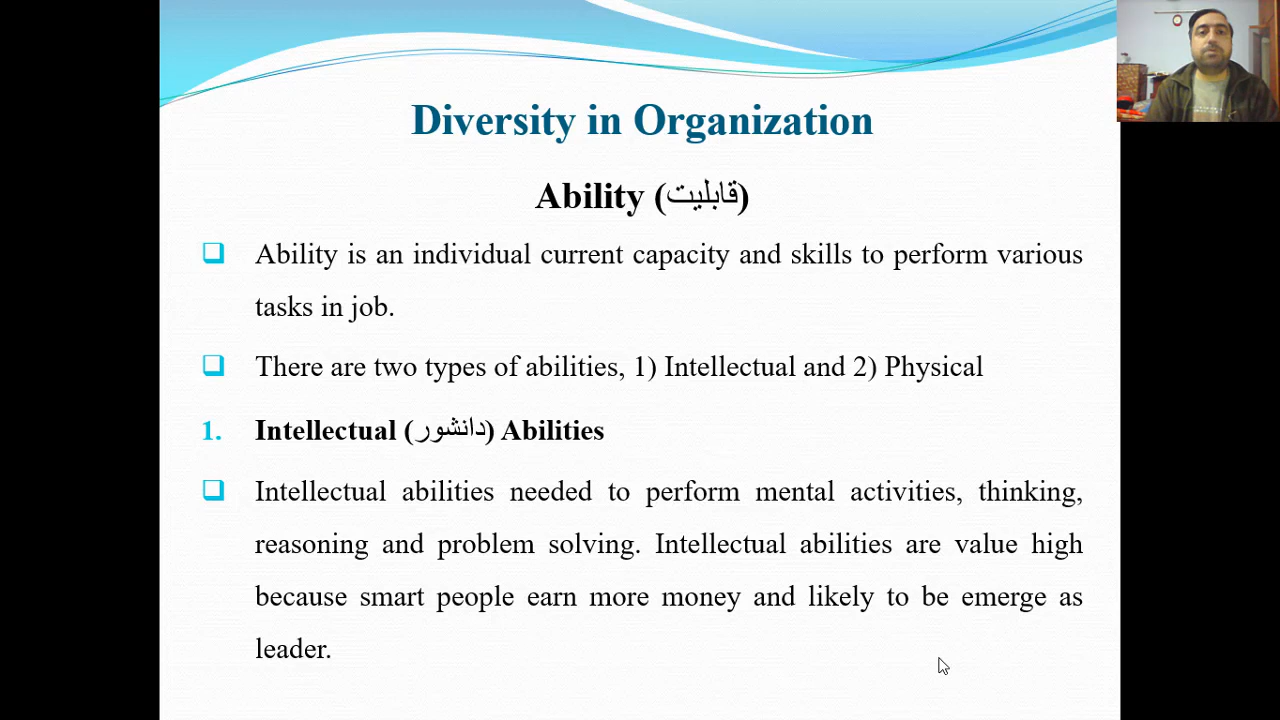 Diversity in Organization
Ability (قابلیت)
Ability is an individual current capacity and skills to perform various
tasks in job.
There are two types of abilities, 1) Intellectual and 2) Physical
1. Intellectual (دانشور) Abilities
Intellectual abilities needed to perform mental activities, thinking,
reasoning and problem solving. Intellectual abilities are value high
because smart people earn more money and likely to be emerge as
leader.